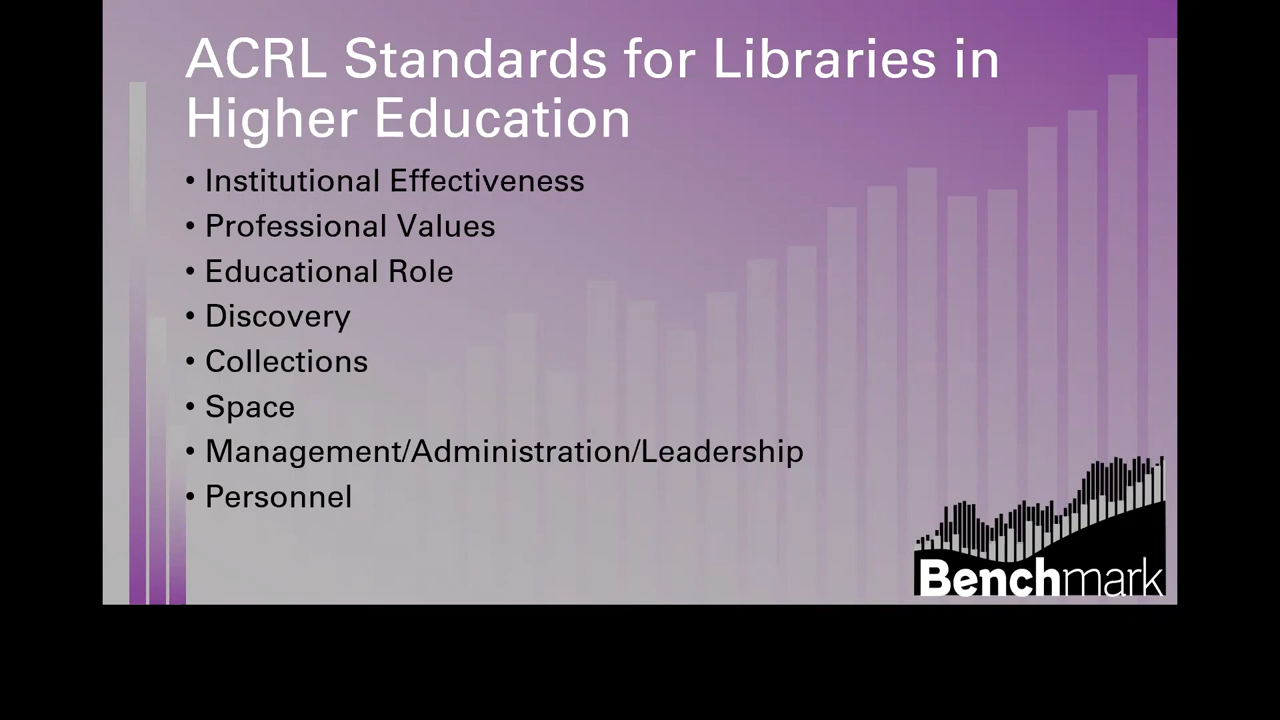 ACRL Standards for Libraries in
Higher Education
• Institutional Effectiveness
• Professional Values
• Educational Role
• Discovery
• Collections
• Space
• Management/Administration/Leadership
• Personnel
Benchmark